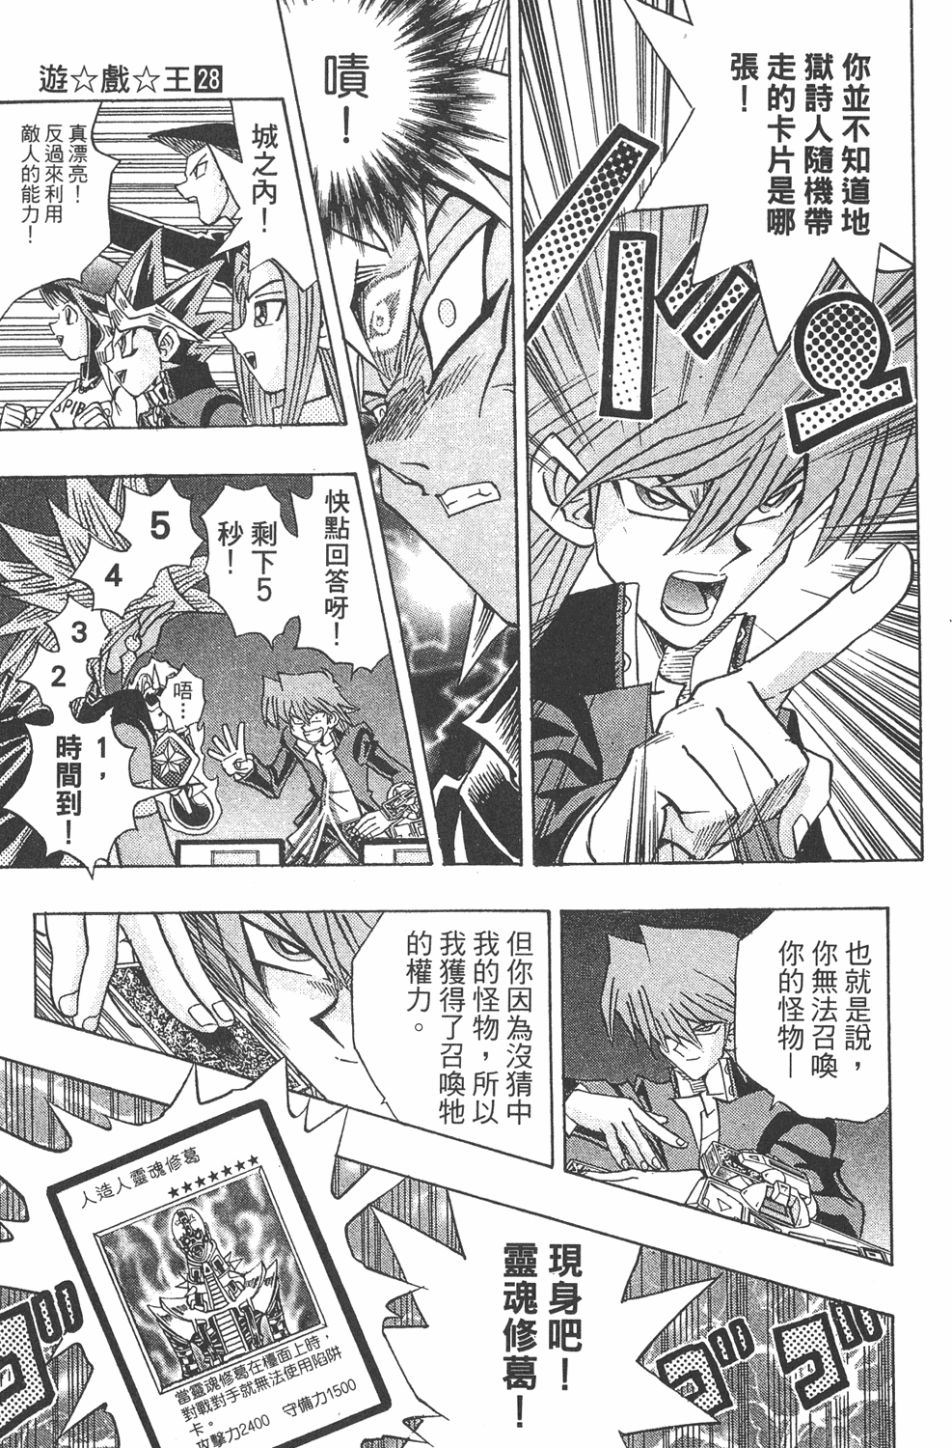 你並不知道地
獄詩人隨機帶
走的卡片是哪
張！
嘖！
遊☆戲☆王28
城之內！
真漂亮！
反過來利用
敵人的能力！
SPIR
快點回答呀！
剩下5
秒！
5
4
3
2
1，
時間到！
唔…
也就是說，
你無法召喚
你的怪物—
但你因為沒猜中
我的怪物，所以
我獲得了召喚牠
的權力。
現身吧！
靈魂修葛！
人造人靈魂修葛
★★★★★★★
當靈魂修葛在檯面上時，
對戰對手就無法使用陷阱
卡。
攻擊力2400 守備力1500
ゴゴゴ